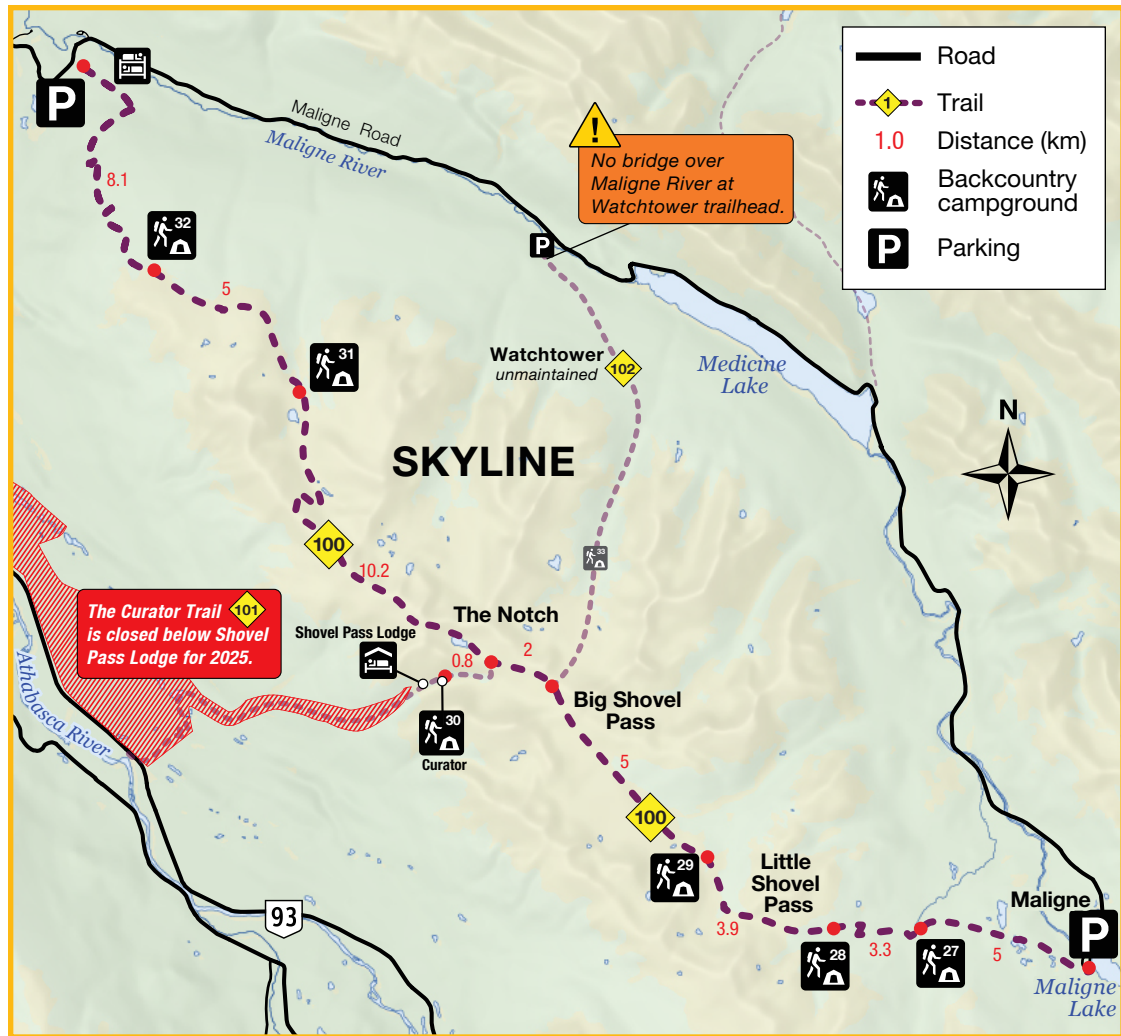 Road
1
Trail
1.0
Distance (km)
Backcountry
campground
P
Parking
P
Maligne Road
Maligne River
!
No bridge over
Maligne River at
Watchtower trailhead.
8.1
32
5
P
31
Watchtower
unmaintained
102
Medicine
Lake
N
SKYLINE
100
10.2
33
The Curator Trail 101
is closed below Shovel
Pass Lodge for 2025.
The Notch
Shovel Pass Lodge
0.8
2
30
Curator
Big Shovel
Pass
5
Athabasca River
100
29
Little
Shovel
Pass
3.9
28
3.3
27
5
Maligne
P
Maligne
Lake
93